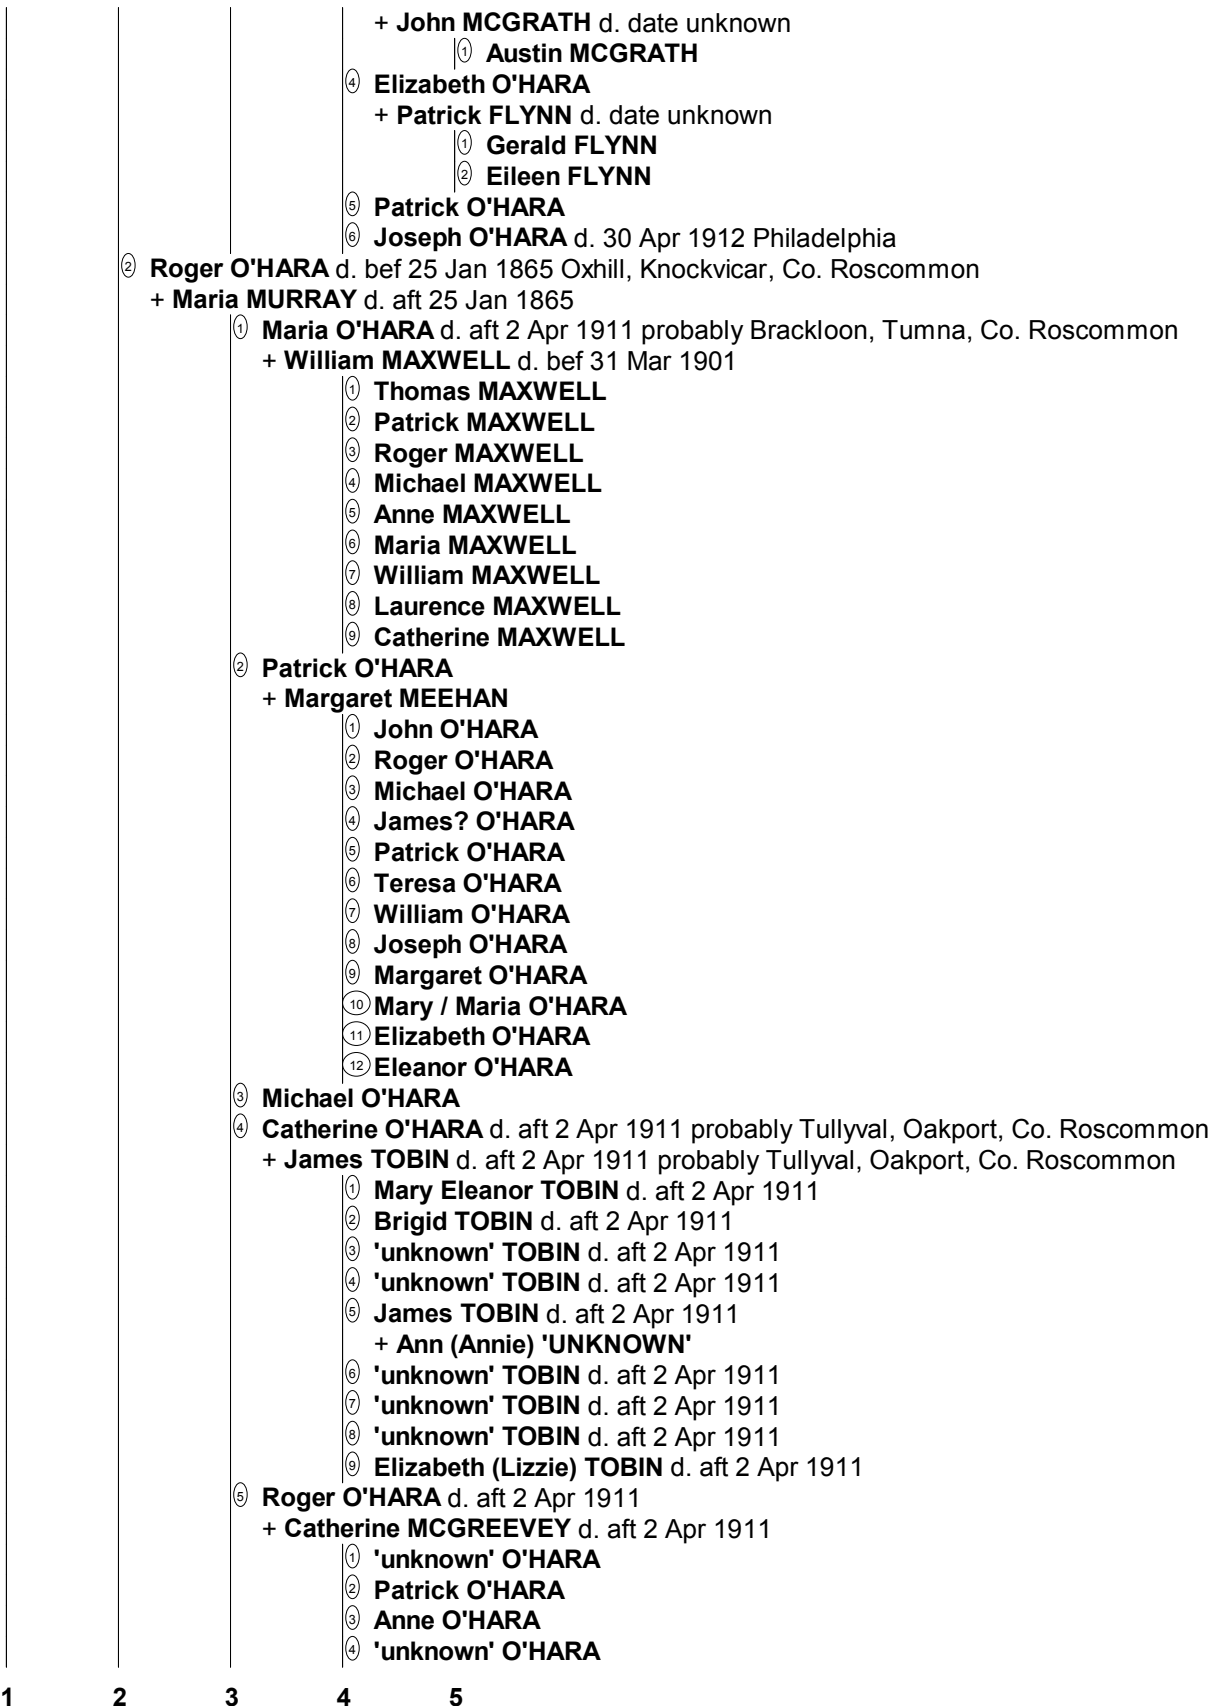 + John MCGRATH d. date unknown
1 Austin MCGRATH
4 Elizabeth O'HARA
+ Patrick FLYNN d. date unknown
1 Gerald FLYNN
2 Eileen FLYNN
5 Patrick O'HARA
6 Joseph O'HARA d. 30 Apr 1912 Philadelphia
2 Roger O'HARA d. bef 25 Jan 1865 Oxhill, Knockvicar, Co. Roscommon
+ Maria MURRAY d. aft 25 Jan 1865
1 Maria O'HARA d. aft 2 Apr 1911 probably Brackloon, Tumna, Co. Roscommon
+ William MAXWELL d. bef 31 Mar 1901
1 Thomas MAXWELL
2 Patrick MAXWELL
3 Roger MAXWELL
4 Michael MAXWELL
5 Anne MAXWELL
6 Maria MAXWELL
7 William MAXWELL
8 Laurence MAXWELL
9 Catherine MAXWELL
2 Patrick O'HARA
+ Margaret MEEHAN
1 John O'HARA
2 Roger O'HARA
3 Michael O'HARA
4 James? O'HARA
5 Patrick O'HARA
6 Teresa O'HARA
7 William O'HARA
8 Joseph O'HARA
9 Margaret O'HARA
10 Mary / Maria O'HARA
11 Elizabeth O'HARA
12 Eleanor O'HARA
3 Michael O'HARA
4 Catherine O'HARA d. aft 2 Apr 1911 probably Tullyval, Oakport, Co. Roscommon
+ James TOBIN d. aft 2 Apr 1911 probably Tullyval, Oakport, Co. Roscommon
1 Mary Eleanor TOBIN d. aft 2 Apr 1911
2 Brigid TOBIN d. aft 2 Apr 1911
3 'unknown' TOBIN d. aft 2 Apr 1911
4 'unknown' TOBIN d. aft 2 Apr 1911
5 James TOBIN d. aft 2 Apr 1911
+ Ann (Annie) 'UNKNOWN'
6 'unknown' TOBIN d. aft 2 Apr 1911
7 'unknown' TOBIN d. aft 2 Apr 1911
8 'unknown' TOBIN d. aft 2 Apr 1911
9 Elizabeth (Lizzie) TOBIN d. aft 2 Apr 1911
5 Roger O'HARA d. aft 2 Apr 1911
+ Catherine MCGREEVEY d. aft 2 Apr 1911
1 'unknown' O'HARA
2 Patrick O'HARA
3 Anne O'HARA
4 'unknown' O'HARA
1 2 3 4 5